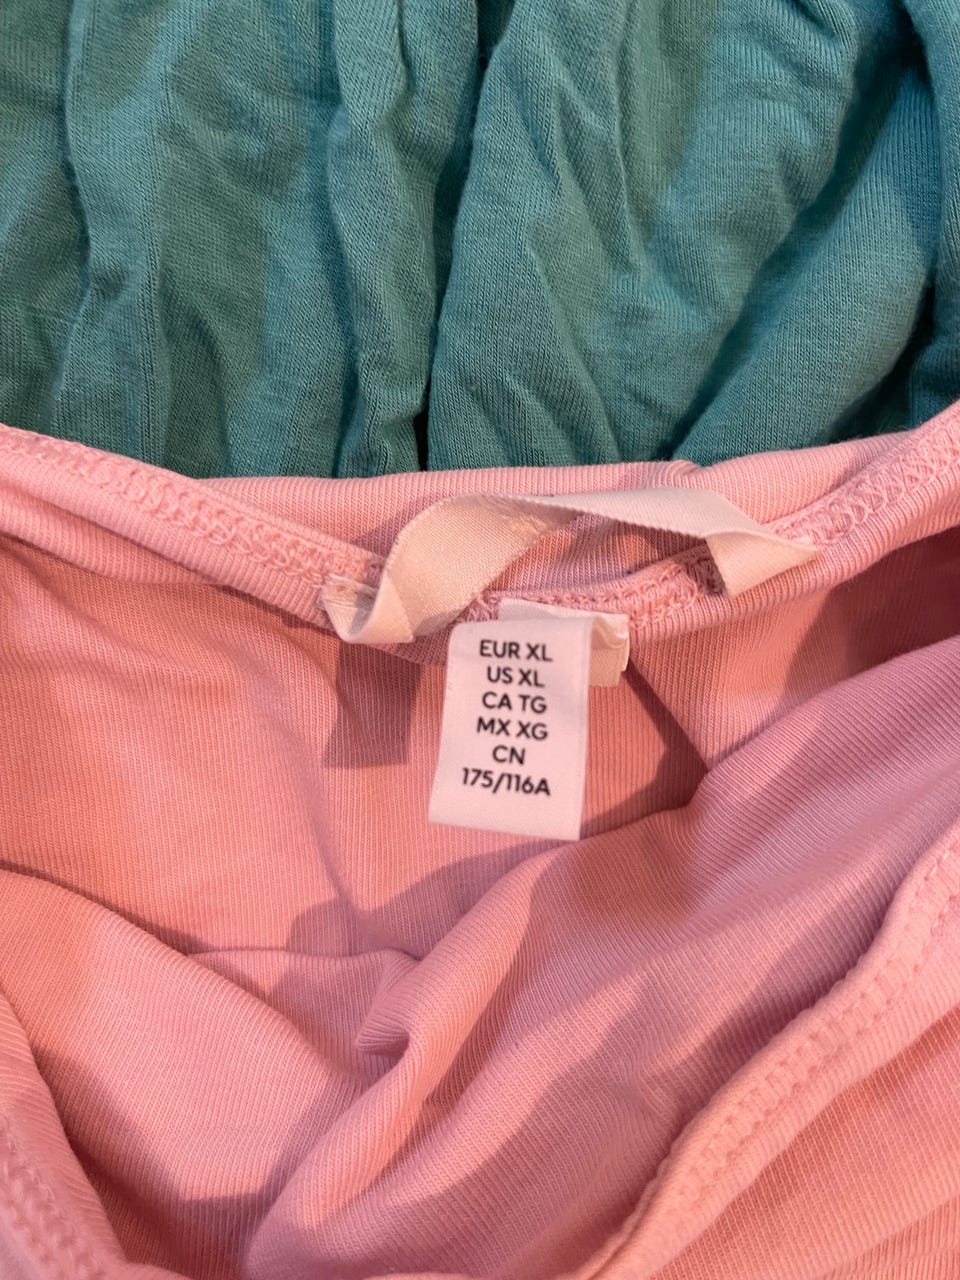 EUR XL
US XL
CA TG
MX XG
CN
175/116A